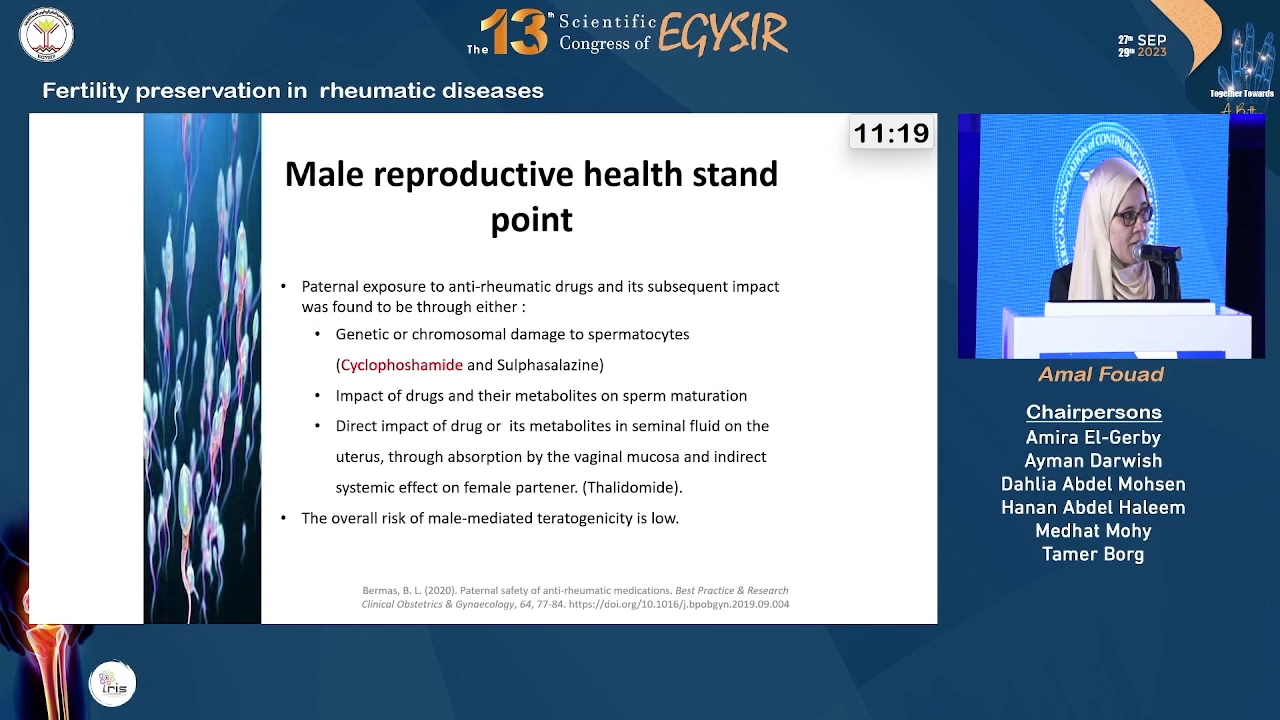 The 13th Scientific Congress of EGYSIR
27th SEP
29th 2023
Together Towards
EGYSIR
Fertility preservation in rheumatic diseases
11:19
Male reproductive health stand
point
• Paternal exposure to anti-rheumatic drugs and its subsequent impact
was found to be through either :
• Genetic or chromosomal damage to spermatocytes
(Cyclophoshamide and Sulphasalazine)
• Impact of drugs and their metabolites on sperm maturation
• Direct impact of drug or its metabolites in seminal fluid on the
uterus, through absorption by the vaginal mucosa and indirect
systemic effect on female partener. (Thalidomide).
• The overall risk of male-mediated teratogenicity is low.
Bermas, B. L. (2020). Paternal safety of anti-rheumatic medications. Best Practice & Research
Clinical Obstetrics & Gynaecology, 64, 77-84. https://doi.org/10.1016/j.bpobgyn.2019.09.004
Amal Fouad
Chairpersons
Amira El-Gerby
Ayman Darwish
Dahlia Abdel Mohsen
Hanan Abdel Haleem
Medhat Mohy
Tamer Borg
iris